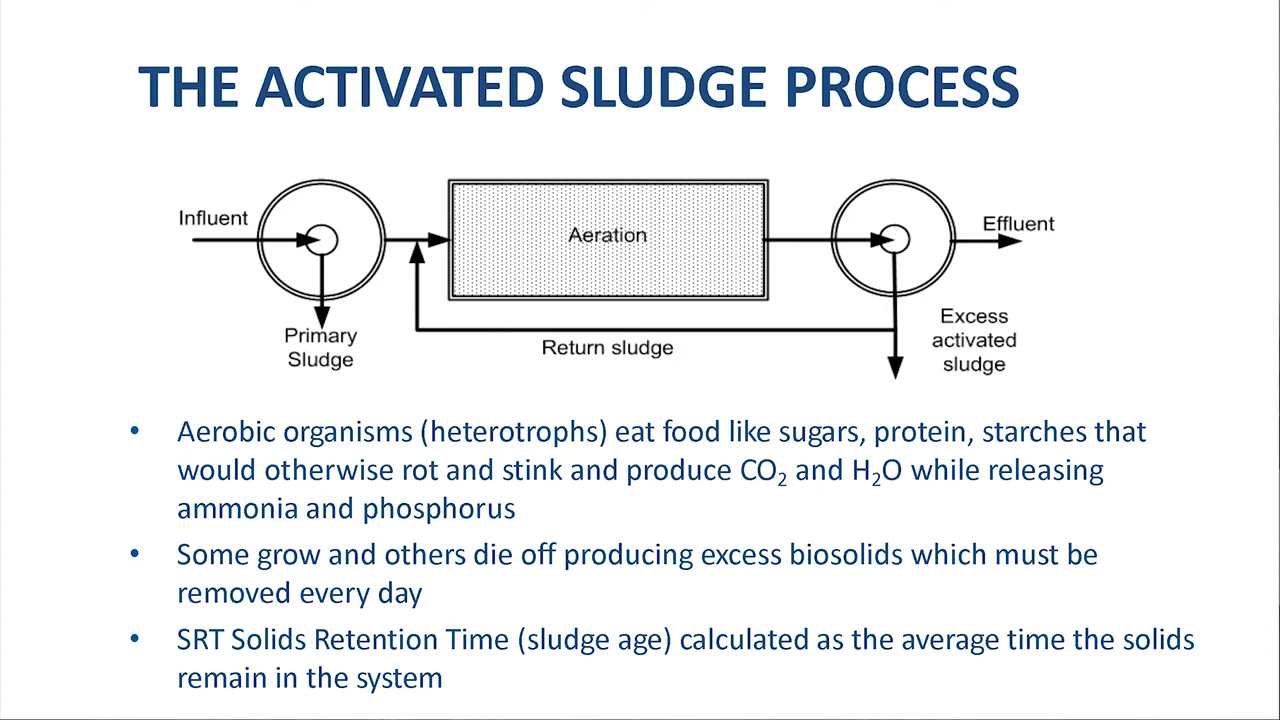 THE ACTIVATED SLUDGE PROCESS
Influent
Aeration
Effluent
Primary
Sludge
Return sludge
Excess
activated
sludge
• Aerobic organisms (heterotrophs) eat food like sugars, protein, starches that
would otherwise rot and stink and produce CO₂ and H₂O while releasing
ammonia and phosphorus
• Some grow and others die off producing excess biosolids which must be
removed every day
• SRT Solids Retention Time (sludge age) calculated as the average time the solids
remain in the system